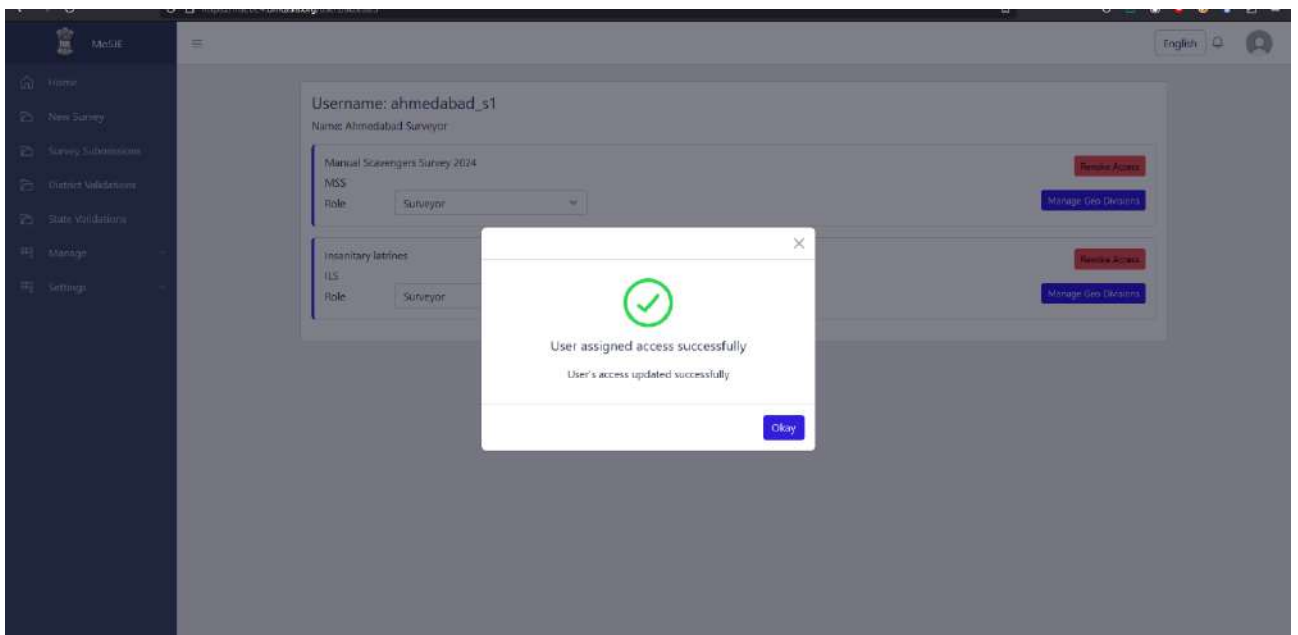 MoSJE
English
Home
New Survey
Survey Submissions
District Validations
State Validations
Manage
Settings
Username: ahmedabad_s1
Name: Ahmedabad Surveyor
Manual Scavengers Survey 2024
MSS
Role Surveyor
Revoke Access
Manage Geo Divisions
Insanitary latrines
ILS
Role Surveyor
Revoke Access
Manage Geo Divisions
User assigned access successfully
User's access updated successfully
Okay